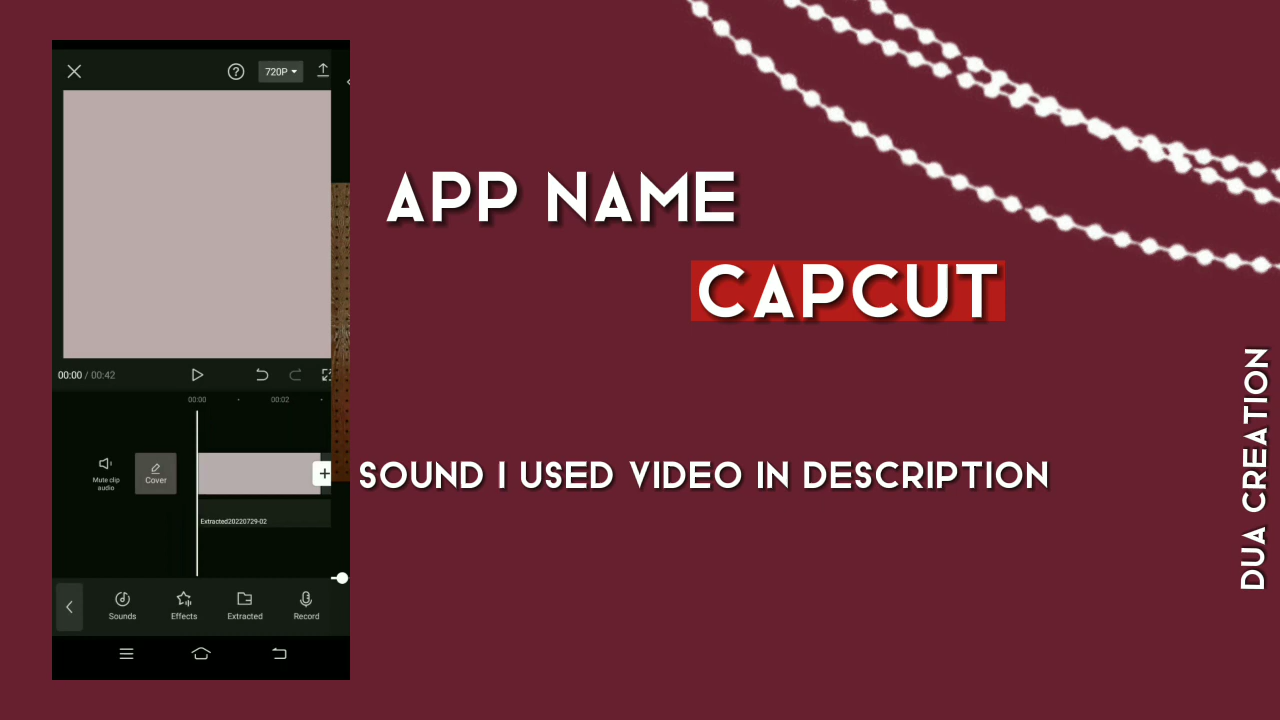 720P
APP NAME
CAPCUT
00:00 / 00:42
00:00
00:02
Mute clip
audio
Cover
SOUND I USED VIDEO IN DESCRIPTION
Extracted20220729-02
Sounds
Effects
Extracted
Record
DUA CREATION